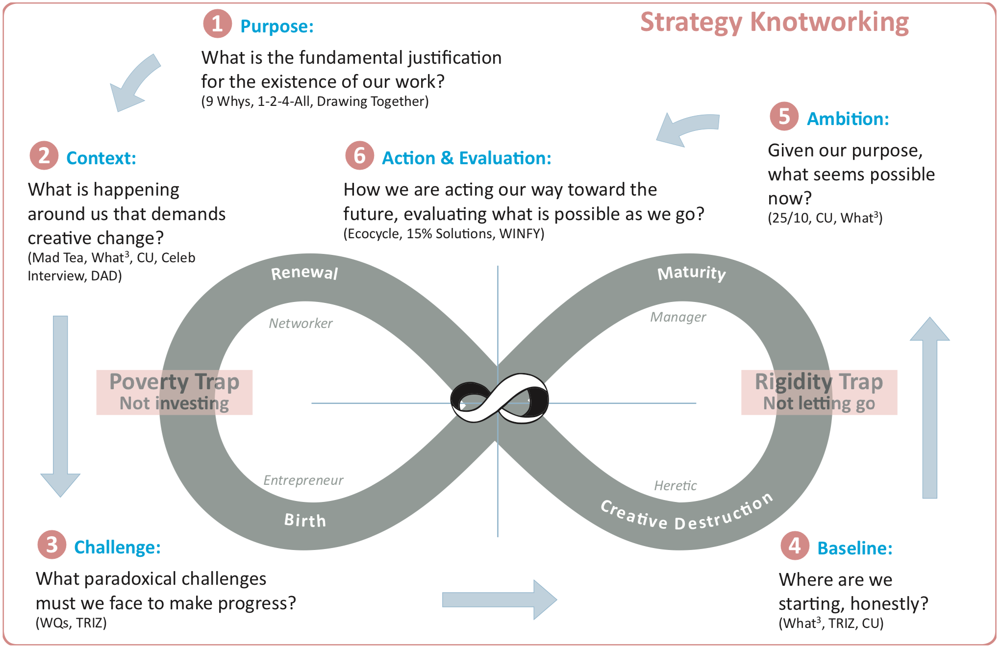 Strategy Knotworking
1 Purpose:
What is the fundamental justification
for the existence of our work?
(9 Whys, 1-2-4-All, Drawing Together)
2 Context:
What is happening
around us that demands
creative change?
(Mad Tea, What³, CU, Celeb
Interview, DAD)
6 Action & Evaluation:
How we are acting our way toward the
future, evaluating what is possible as we go?
(Ecocycle, 15% Solutions, WINFY)
5 Ambition:
Given our purpose,
what seems possible
now?
(25/10, CU, What³)
Renewal
Networker
Maturity
Manager
Poverty Trap
Not investing
Rigidity Trap
Not letting go
Entrepreneur
Birth
Heretic
Creative Destruction
3 Challenge:
What paradoxical challenges
must we face to make progress?
(WQs, TRIZ)
4 Baseline:
Where are we
starting, honestly?
(What³, TRIZ, CU)